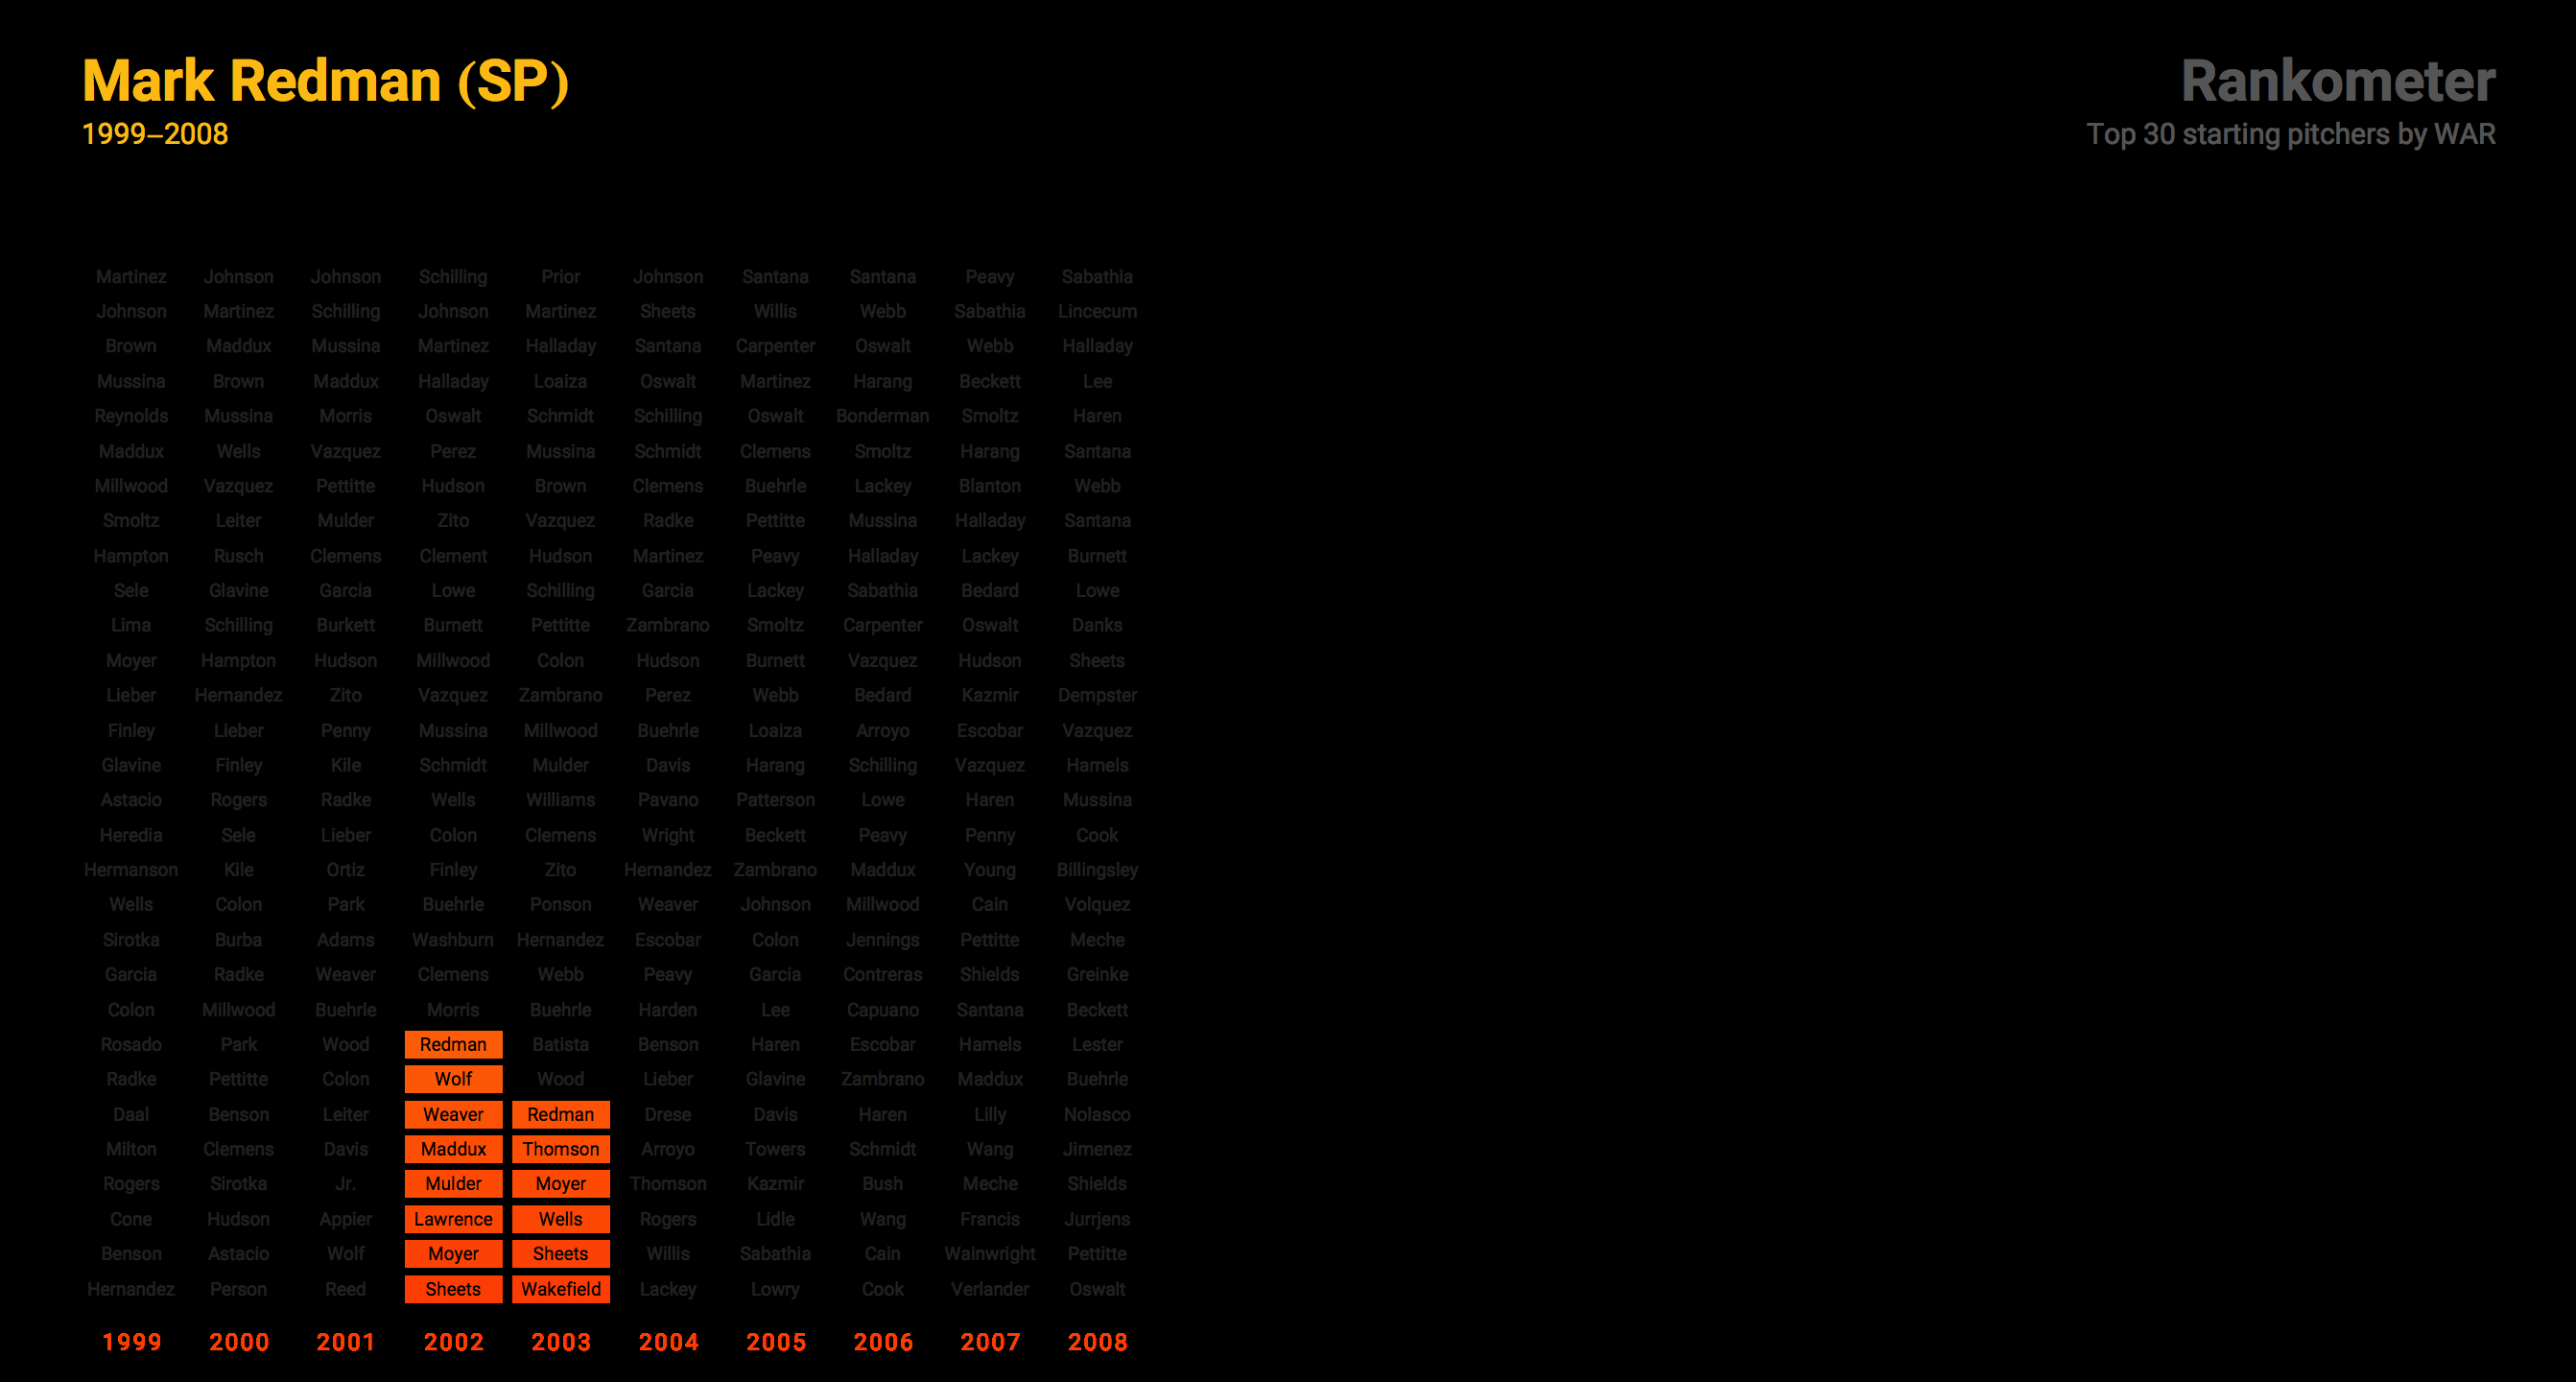 Mark Redman (SP)
1999–2008
Rankometer
Top 30 starting pitchers by WAR
Martinez Johnson Johnson Schilling Prior Johnson Santana Santana Peavy Sabathia
Johnson Martinez Schilling Johnson Martinez Sheets Willis Webb Sabathia Lincecum
Brown Maddux Mussina Martinez Halladay Santana Carpenter Oswalt Webb Halladay
Mussina Brown Maddux Halladay Loaiza Oswalt Martinez Harang Beckett Lee
Reynolds Mussina Morris Oswalt Schmidt Schilling Oswalt Bonderman Smoltz Haren
Maddux Wells Vazquez Perez Mussina Schmidt Clemens Smoltz Harang Santana
Millwood Vazquez Pettitte Hudson Brown Clemens Buehrle Lackey Blanton Webb
Smoltz Leiter Mulder Zito Vazquez Radke Pettitte Mussina Halladay Santana
Hampton Rusch Clemens Clement Hudson Martinez Peavy Halladay Lackey Burnett
Sele Glavine Garcia Lowe Schilling Garcia Lackey Sabathia Bedard Lowe
Lima Schilling Burkett Burnett Pettitte Zambrano Smoltz Carpenter Oswalt Danks
Moyer Hampton Hudson Millwood Colon Hudson Burnett Vazquez Hudson Sheets
Lieber Hernandez Zito Vazquez Zambrano Perez Webb Bedard Kazmir Dempster
Finley Lieber Penny Mussina Millwood Buehrle Loaiza Arroyo Escobar Vazquez
Glavine Finley Kile Schmidt Mulder Davis Harang Schilling Vazquez Hamels
Astacio Rogers Radke Wells Williams Pavano Patterson Lowe Haren Mussina
Heredia Sele Lieber Colon Clemens Wright Beckett Peavy Penny Cook
Hermanson Kile Ortiz Finley Zito Hernandez Zambrano Maddux Young Billingsley
Wells Colon Park Buehrle Ponson Weaver Johnson Millwood Cain Volquez
Sirotka Burba Adams Washburn Hernandez Escobar Colon Jennings Pettitte Meche
Garcia Radke Weaver Clemens Webb Peavy Garcia Contreras Shields Greinke
Colon Millwood Buehrle Morris Buehrle Harden Lee Capuano Santana Beckett
Rosado Park Wood Redman Batista Benson Haren Escobar Hamels Lester
Radke Pettitte Colon Wolf Wood Lieber Glavine Zambrano Maddux Buehrle
Daal Benson Leiter Weaver Redman Drese Davis Haren Lilly Nolasco
Milton Clemens Davis Maddux Thomson Arroyo Towers Schmidt Wang Jimenez
Rogers Sirotka Jr. Mulder Moyer Thomson Kazmir Bush Meche Shields
Cone Hudson Appier Lawrence Wells Rogers Lidle Wang Francis Jurrjens
Benson Astacio Wolf Moyer Sheets Willis Sabathia Cain Wainwright Pettitte
Hernandez Person Reed Sheets Wakefield Lackey Lowry Cook Verlander Oswalt
1999 2000 2001 2002 2003 2004 2005 2006 2007 2008